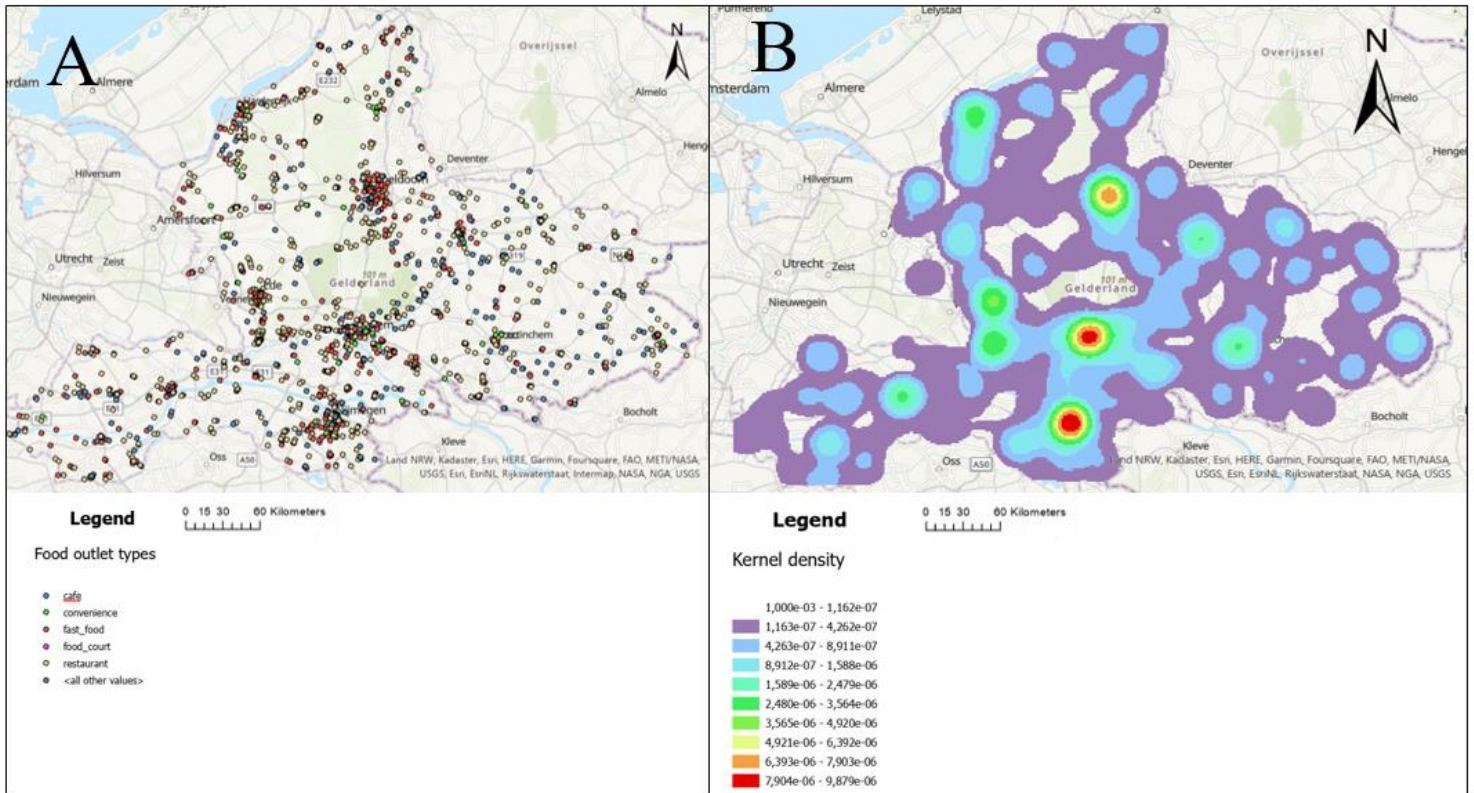 A
N
Lelystad
Overijssel
erdam
Almere
E232
Almelo
Heng
Hilversum
Deventer
Amersfoort
Utrecht
Zeist
Nieuwegein
101 m
Gelderland
Bocholt
Kleve
Oss
A50
Land NRW, Kadaster, Esri, HERE, Garmin, Foursquare, FAO, METI/NASA,
USGS, Esri, EsriNL, Rijkswaterstaat, Intermap, NASA, NGA, USGS
Legend
0 15 30 60 Kilometers
Food outlet types
cafe
convenience
fast_food
food_court
restaurant
<all other values>
B
N
Purmerend
Lelystad
Overijssel
msterdam
Almere
Almelo
Hengel
Hilversum
Deventer
Utrecht
Zeist
Nieuwegein
101 m
Gelderland
Bocholt
Kleve
Oss
A50
Land NRW, Kadaster, Esri, HERE, Garmin, Foursquare, FAO, METI/NASA,
USGS, Esri, EsriNL, Rijkswaterstaat, NASA, NGA, USGS
Legend
0 15 30 60 Kilometers
Kernel density
1,000e-03 - 1,162e-07
1,163e-07 - 4,262e-07
4,263e-07 - 8,911e-07
8,912e-07 - 1,588e-06
1,589e-06 - 2,479e-06
2,480e-06 - 3,564e-06
3,565e-06 - 4,920e-06
4,921e-06 - 6,392e-06
6,393e-06 - 7,903e-06
7,904e-06 - 9,879e-06